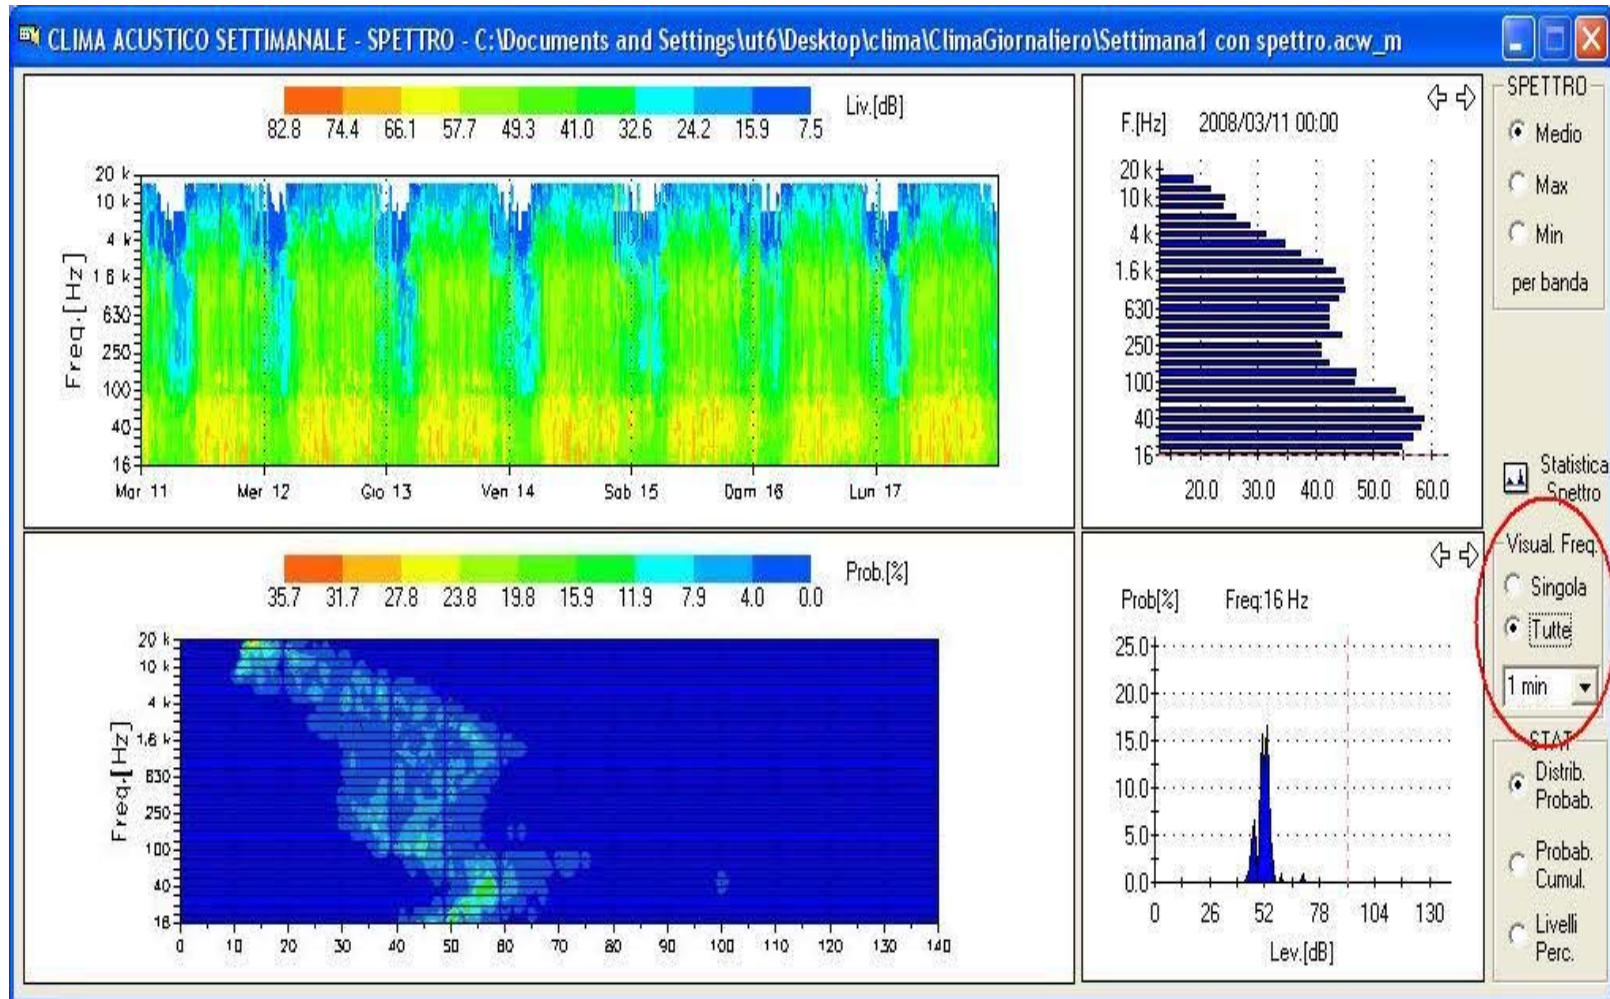 CLIMA ACUSTICO SETTIMANALE - SPETTRO - C:\Documents and Settings\ut6\Desktop\clima\ClimaGiornaliero\Settimana1 con spettro.acw_m
Liv.[dB]
82.8 74.4 66.1 57.7 49.3 41.0 32.6 24.2 15.9 7.5
Freq.[Hz]
20 k
10 k
4 k
1.6 k
630
250
100
40
16
Mar 11 Mer 12 Gio 13 Ven 14 Sab 15 Dom 16 Lun 17
F.[Hz] 2008/03/11 00:00
20 k
10 k
4 k
1.6 k
630
250
100
40
16
20.0 30.0 40.0 50.0 60.0
SPETTRO
Medio
Max
Min
per banda
Statistica
Spettro
Prob.[%]
35.7 31.7 27.8 23.8 19.8 15.9 11.9 7.9 4.0 0.0
Freq.[Hz]
20 k
10 k
4 k
1.6 k
630
250
100
40
16
0 10 20 30 40 50 60 70 80 90 100 110 120 130 140
Prob[%] Freq:16 Hz
25.0
20.0
15.0
10.0
5.0
0.0
0 26 52 78 104 130
Lev.[dB]
Visual. Freq.
Singola
Tutte
1 min
STAT
Distrib.
Probab.
Probab.
Cumul.
Livelli
Perc.